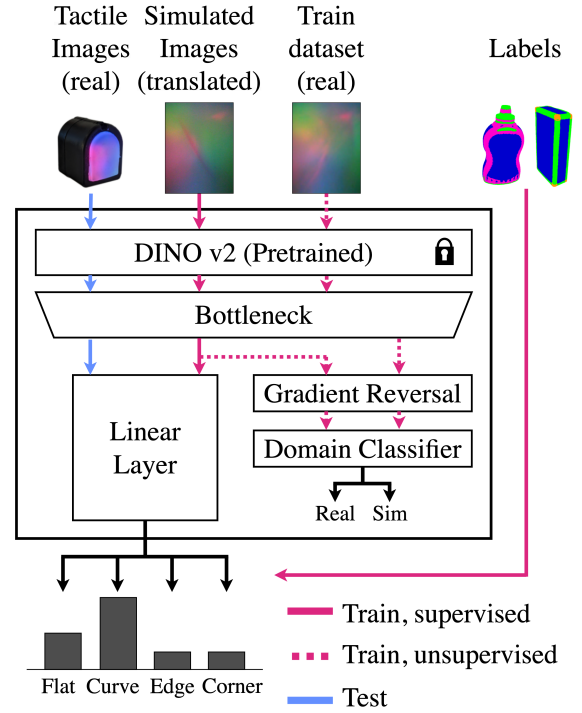 Tactile
Images
(real)
Simulated
Images
(translated)
Train
dataset
(real)
Labels
DINO v2 (Pretrained)
Bottleneck
Linear
Layer
Gradient Reversal
Domain Classifier
Real Sim
Flat Curve Edge Corner
Train, supervised
Train, unsupervised
Test